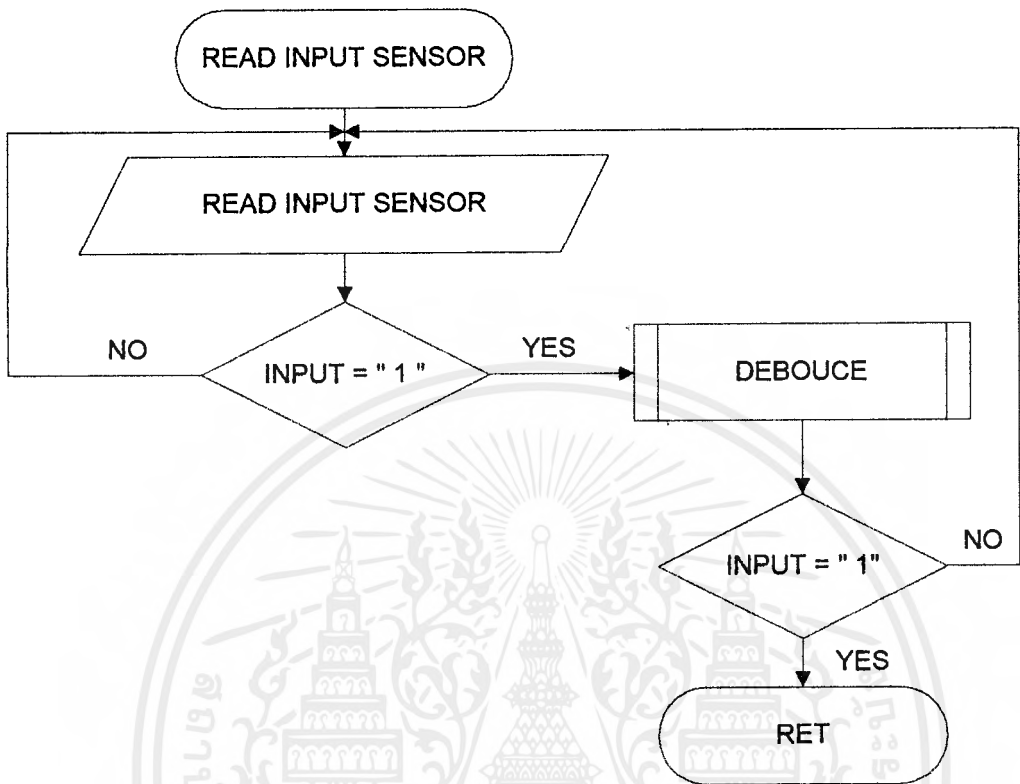 READ INPUT SENSOR
READ INPUT SENSOR
NO
INPUT = " 1 "
YES
DEBOUCE
INPUT = " 1"
NO
YES
RET